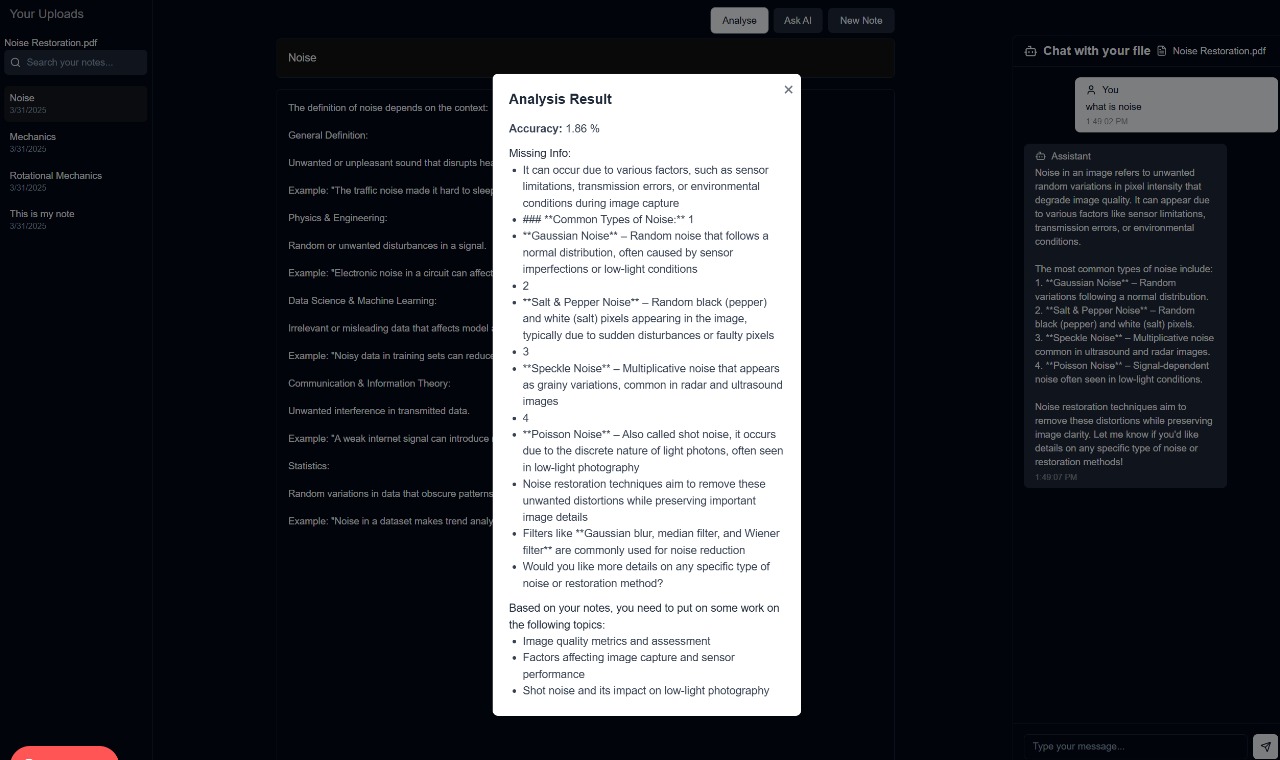 Your Uploads
Noise Restoration.pdf
Search your notes...
Noise
3/31/2025
Mechanics
3/31/2025
Rotational Mechanics
3/31/2025
This is my note
3/31/2025
Analyse
Ask AI
New Note
Noise
The definition of noise depends on the context:
General Definition:
Unwanted or unpleasant sound that disrupts
Example: "The traffic noise made it hard to sleep
Physics & Engineering:
Random or unwanted disturbances in a signal.
Example: "Electronic noise in a circuit can affect
Data Science & Machine Learning:
Irrelevant or misleading data that affects model
Example: "Noisy data in training sets can reduce
Communication & Information Theory:
Unwanted interference in transmitted data.
Example: "A weak internet signal can introduce
Statistics:
Random variations in data that obscure patterns
Example: "Noise in a dataset makes trend
Analysis Result
Accuracy: 1.86 %
Missing Info:
• It can occur due to various factors, such as sensor
limitations, transmission errors, or environmental
conditions during image capture
• ### **Common Types of Noise:** 1
• **Gaussian Noise** – Random noise that follows a
normal distribution, often caused by sensor
imperfections or low-light conditions
• 2
• **Salt & Pepper Noise** – Random black (pepper)
and white (salt) pixels appearing in the image,
typically due to sudden disturbances or faulty pixels
• 3
• **Speckle Noise** – Multiplicative noise that appears
as grainy variations, common in radar and ultrasound
images
• 4
• **Poisson Noise** – Also called shot noise, it occurs
due to the discrete nature of light photons, often seen
in low-light photography
• Noise restoration techniques aim to remove these
unwanted distortions while preserving important
image details
• Filters like **Gaussian blur, median filter, and Wiener
filter** are commonly used for noise reduction
• Would you like more details on any specific type of
noise or restoration method?
Based on your notes, you need to put on some work on
the following topics:
• Image quality metrics and assessment
• Factors affecting image capture and sensor
performance
• Shot noise and its impact on low-light photography
Chat with your file Noise Restoration.pdf
You
what is noise
1:49:02 PM
Assistant
Noise in an image refers to unwanted
random variations in pixel intensity that
degrade image quality. It can appear due
to various factors like sensor limitations,
transmission errors, or environmental
conditions.
The most common types of noise include:
1. **Gaussian Noise** – Random
variations following a normal distribution.
2. **Salt & Pepper Noise** – Random
black (pepper) and white (salt) pixels.
3. **Speckle Noise** – Multiplicative noise
common in ultrasound and radar images.
4. **Poisson Noise** – Signal-dependent
noise often seen in low-light conditions.
Noise restoration techniques aim to
remove these distortions while preserving
image clarity. Let me know if you'd like
details on any specific type of noise or
restoration methods!
1:49:07 PM
Type your message...